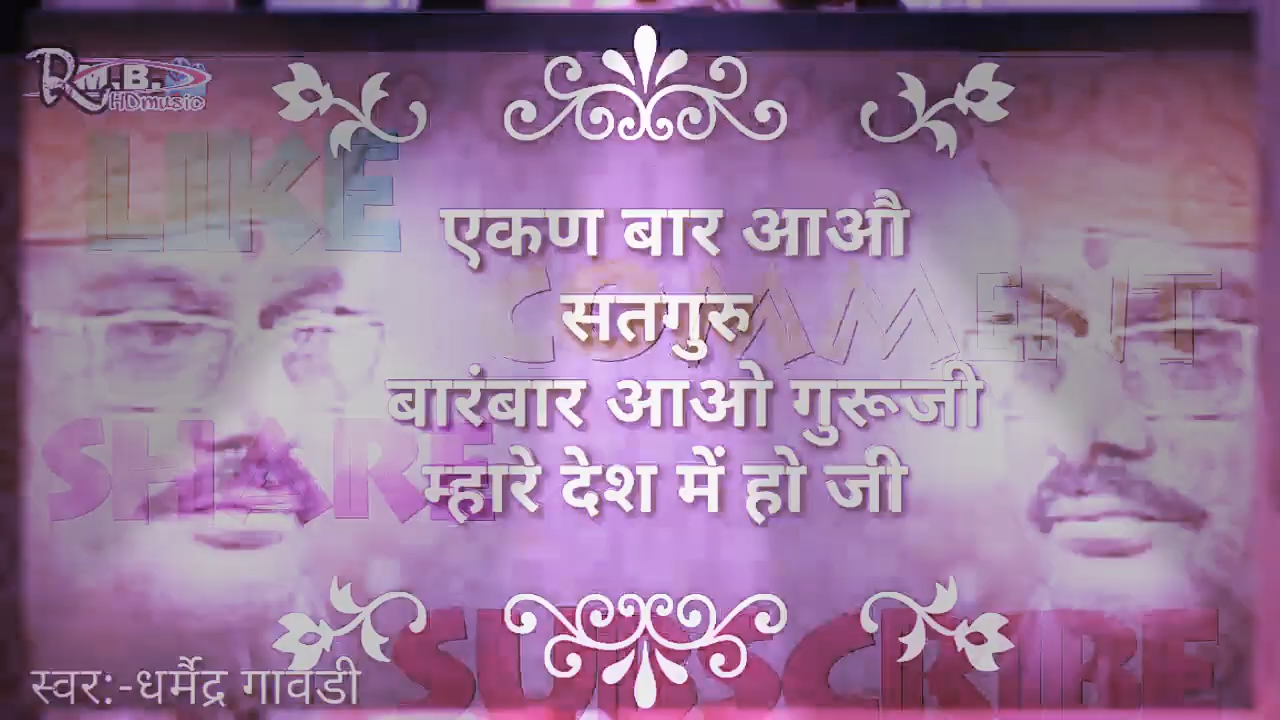 R.M.B.
HDmusic
LIKE
एकण बार आऔ
COMMENT
सतगुरु
बारंबार आओ गुरूजी
SHARE
म्हारे देश में हो जी
SUBSCRIBE
स्वर:-धर्मेंद्र गावडी